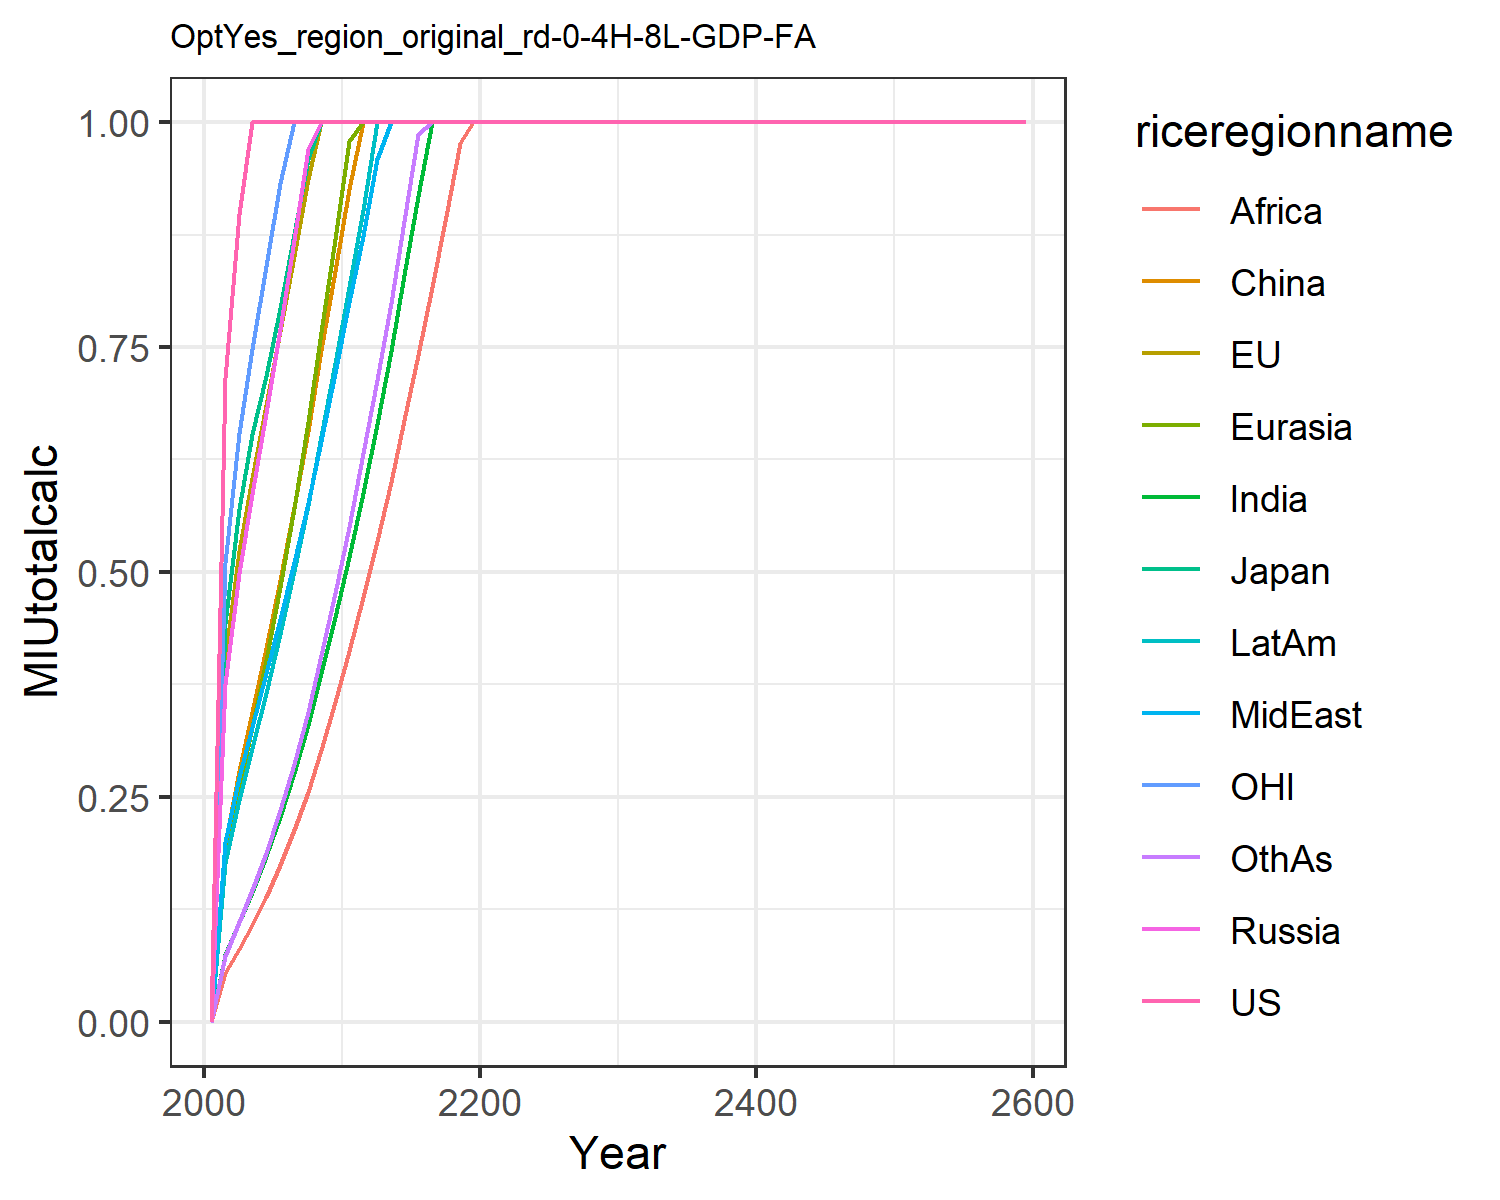 OptYes_region_original_rd-0-4H-8L-GDP-FA
1.00
0.75
0.50
0.25
0.00
MIUtotalcalc
2000
2200
2400
2600
Year
riceregionname
Africa
China
EU
Eurasia
India
Japan
LatAm
MidEast
OHI
OthAs
Russia
US